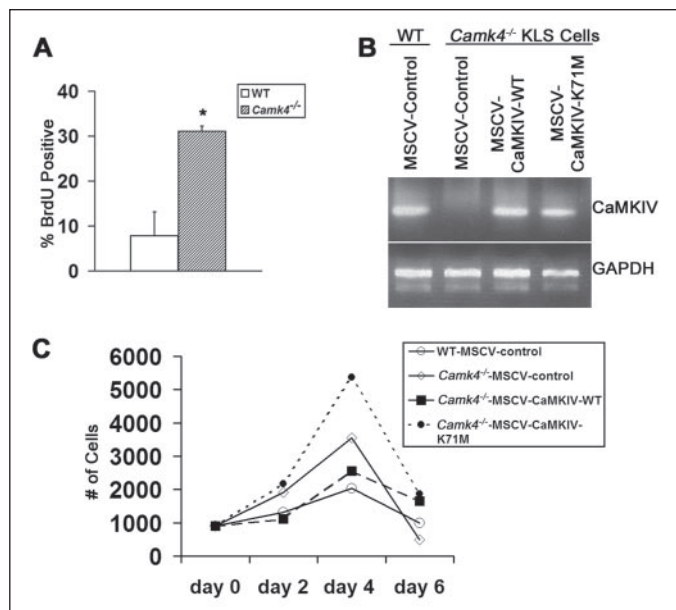 A
WT
Camk4-/-
*
40
30
20
10
0
% BrdU Positive
B
WT
Camk4-/- KLS Cells
MSCV-Control
MSCV-Control
MSCV-
CaMKIV-WT
MSCV-
CaMKIV-K71M
CaMKIV
GAPDH
C
6000
5000
4000
3000
2000
1000
0
# of Cells
day 0
day 2
day 4
day 6
WT-MSCV-control
Camk4-/--MSCV-control
Camk4-/--MSCV-CaMKIV-WT
Camk4-/--MSCV-CaMKIV-
K71M